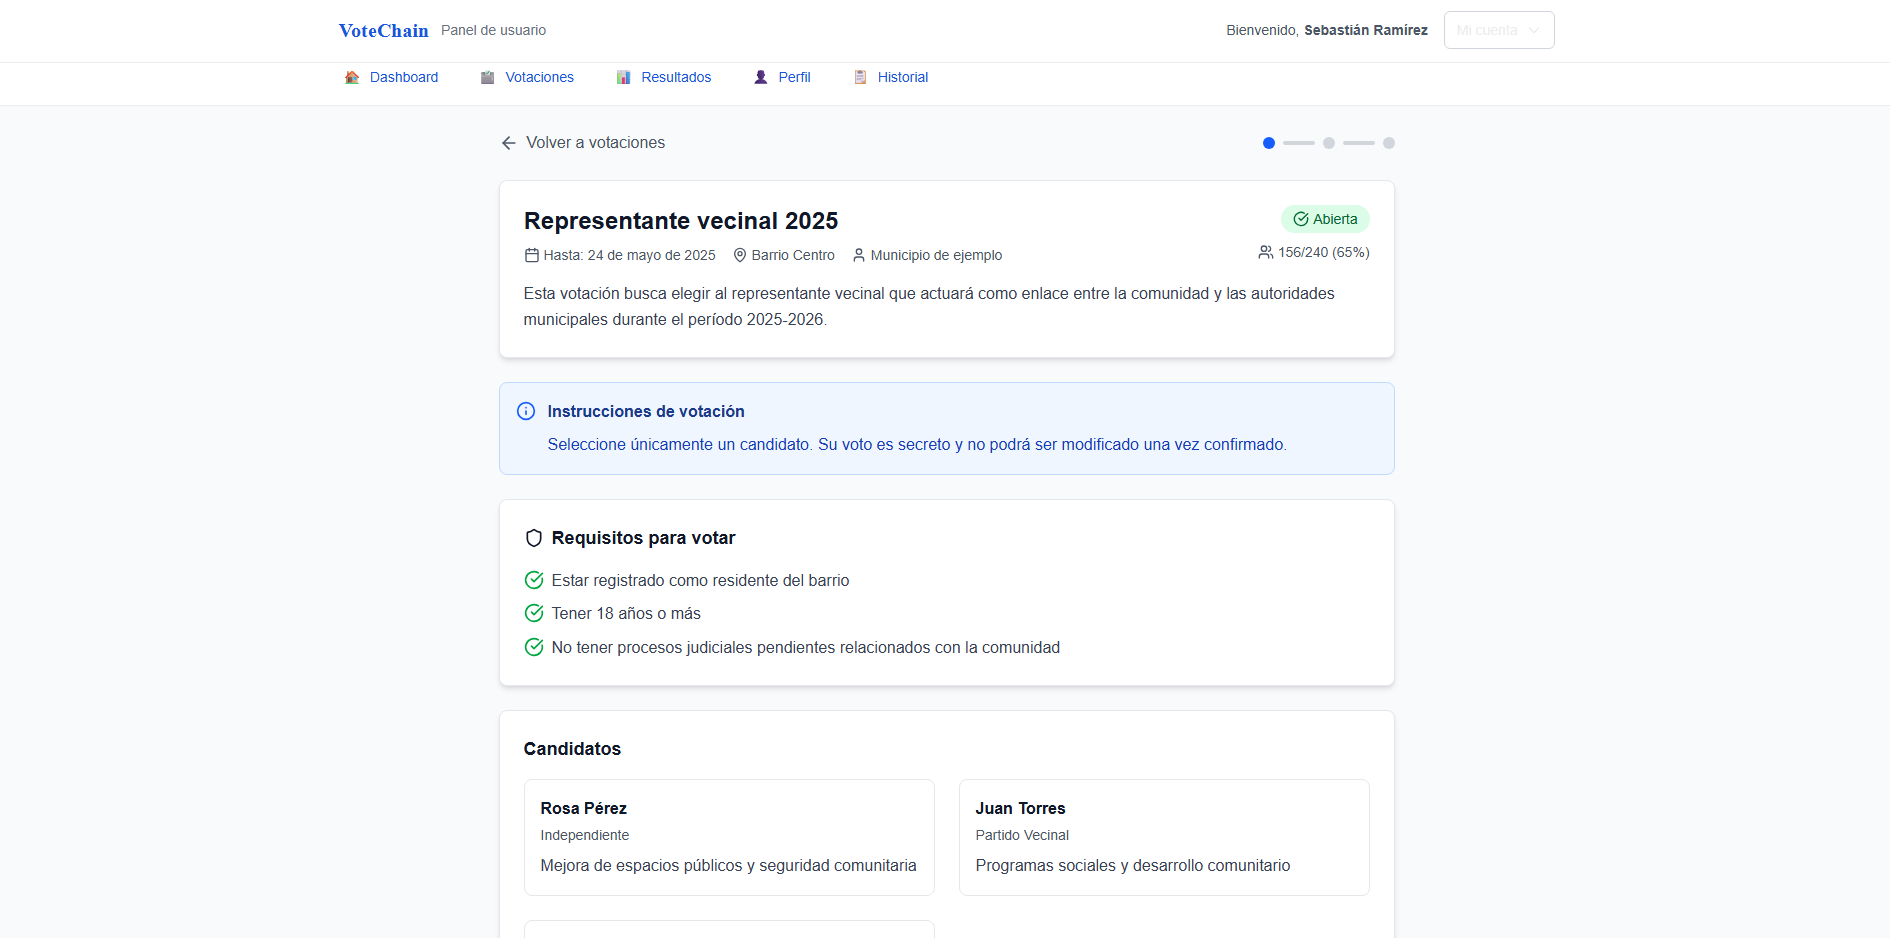 VoteChain Panel de usuario
Bienvenido, Sebastián Ramírez Mi cuenta
Dashboard Votaciones Resultados Perfil Historial
Volver a votaciones
Representante vecinal 2025 Abierta
Hasta: 24 de mayo de 2025 Barrio Centro Municipio de ejemplo 156/240 (65%)
Esta votación busca elegir al representante vecinal que actuará como enlace entre la comunidad y las autoridades
municipales durante el período 2025-2026.
Instrucciones de votación
Seleccione únicamente un candidato. Su voto es secreto y no podrá ser modificado una vez confirmado.
Requisitos para votar
Estar registrado como residente del barrio
Tener 18 años o más
No tener procesos judiciales pendientes relacionados con la comunidad
Candidatos
Rosa Pérez
Independiente
Mejora de espacios públicos y seguridad comunitaria
Juan Torres
Partido Vecinal
Programas sociales y desarrollo comunitario